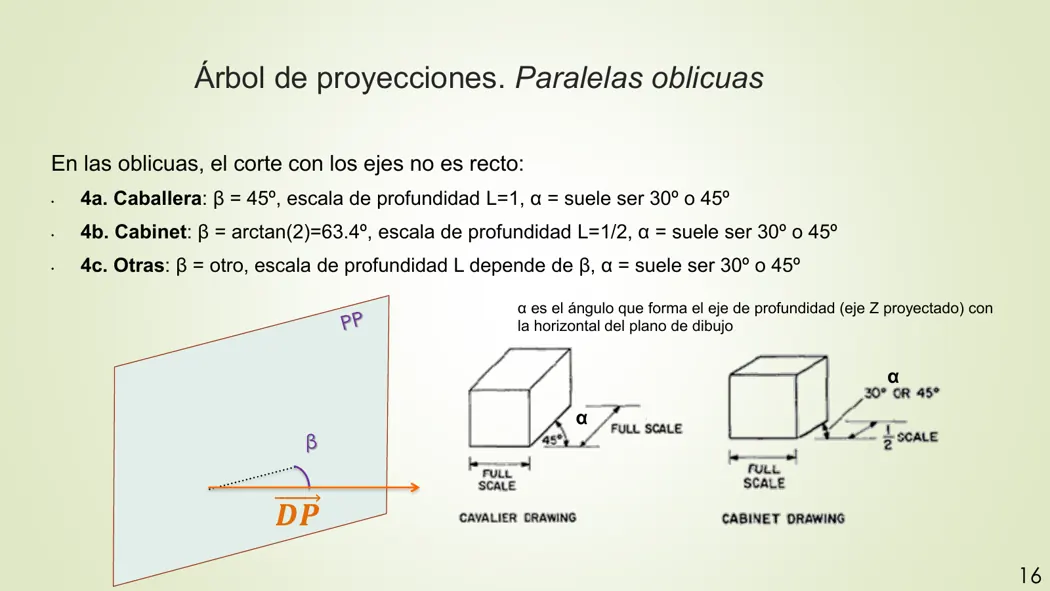 Árbol de proyecciones. Paralelas oblicuas
En las oblicuas, el corte con los ejes no es recto:
· 4a. Caballera: β = 45º, escala de profundidad L=1, α = suele ser 30º o 45º
· 4b. Cabinet: β = arctan(2)=63.4º, escala de profundidad L=1/2, α = suele ser 30º o 45º
· 4c. Otras: β = otro, escala de profundidad L depende de β, α = suele ser 30º o 45º
α es el ángulo que forma el eje de profundidad (eje Z proyectado) con
la horizontal del plano de dibujo
PP
β
DP
α
45°
FULL SCALE
FULL
SCALE
CAVALIER DRAWING
α
30° OR 45°
1/2 SCALE
FULL
SCALE
CABINET DRAWING
16